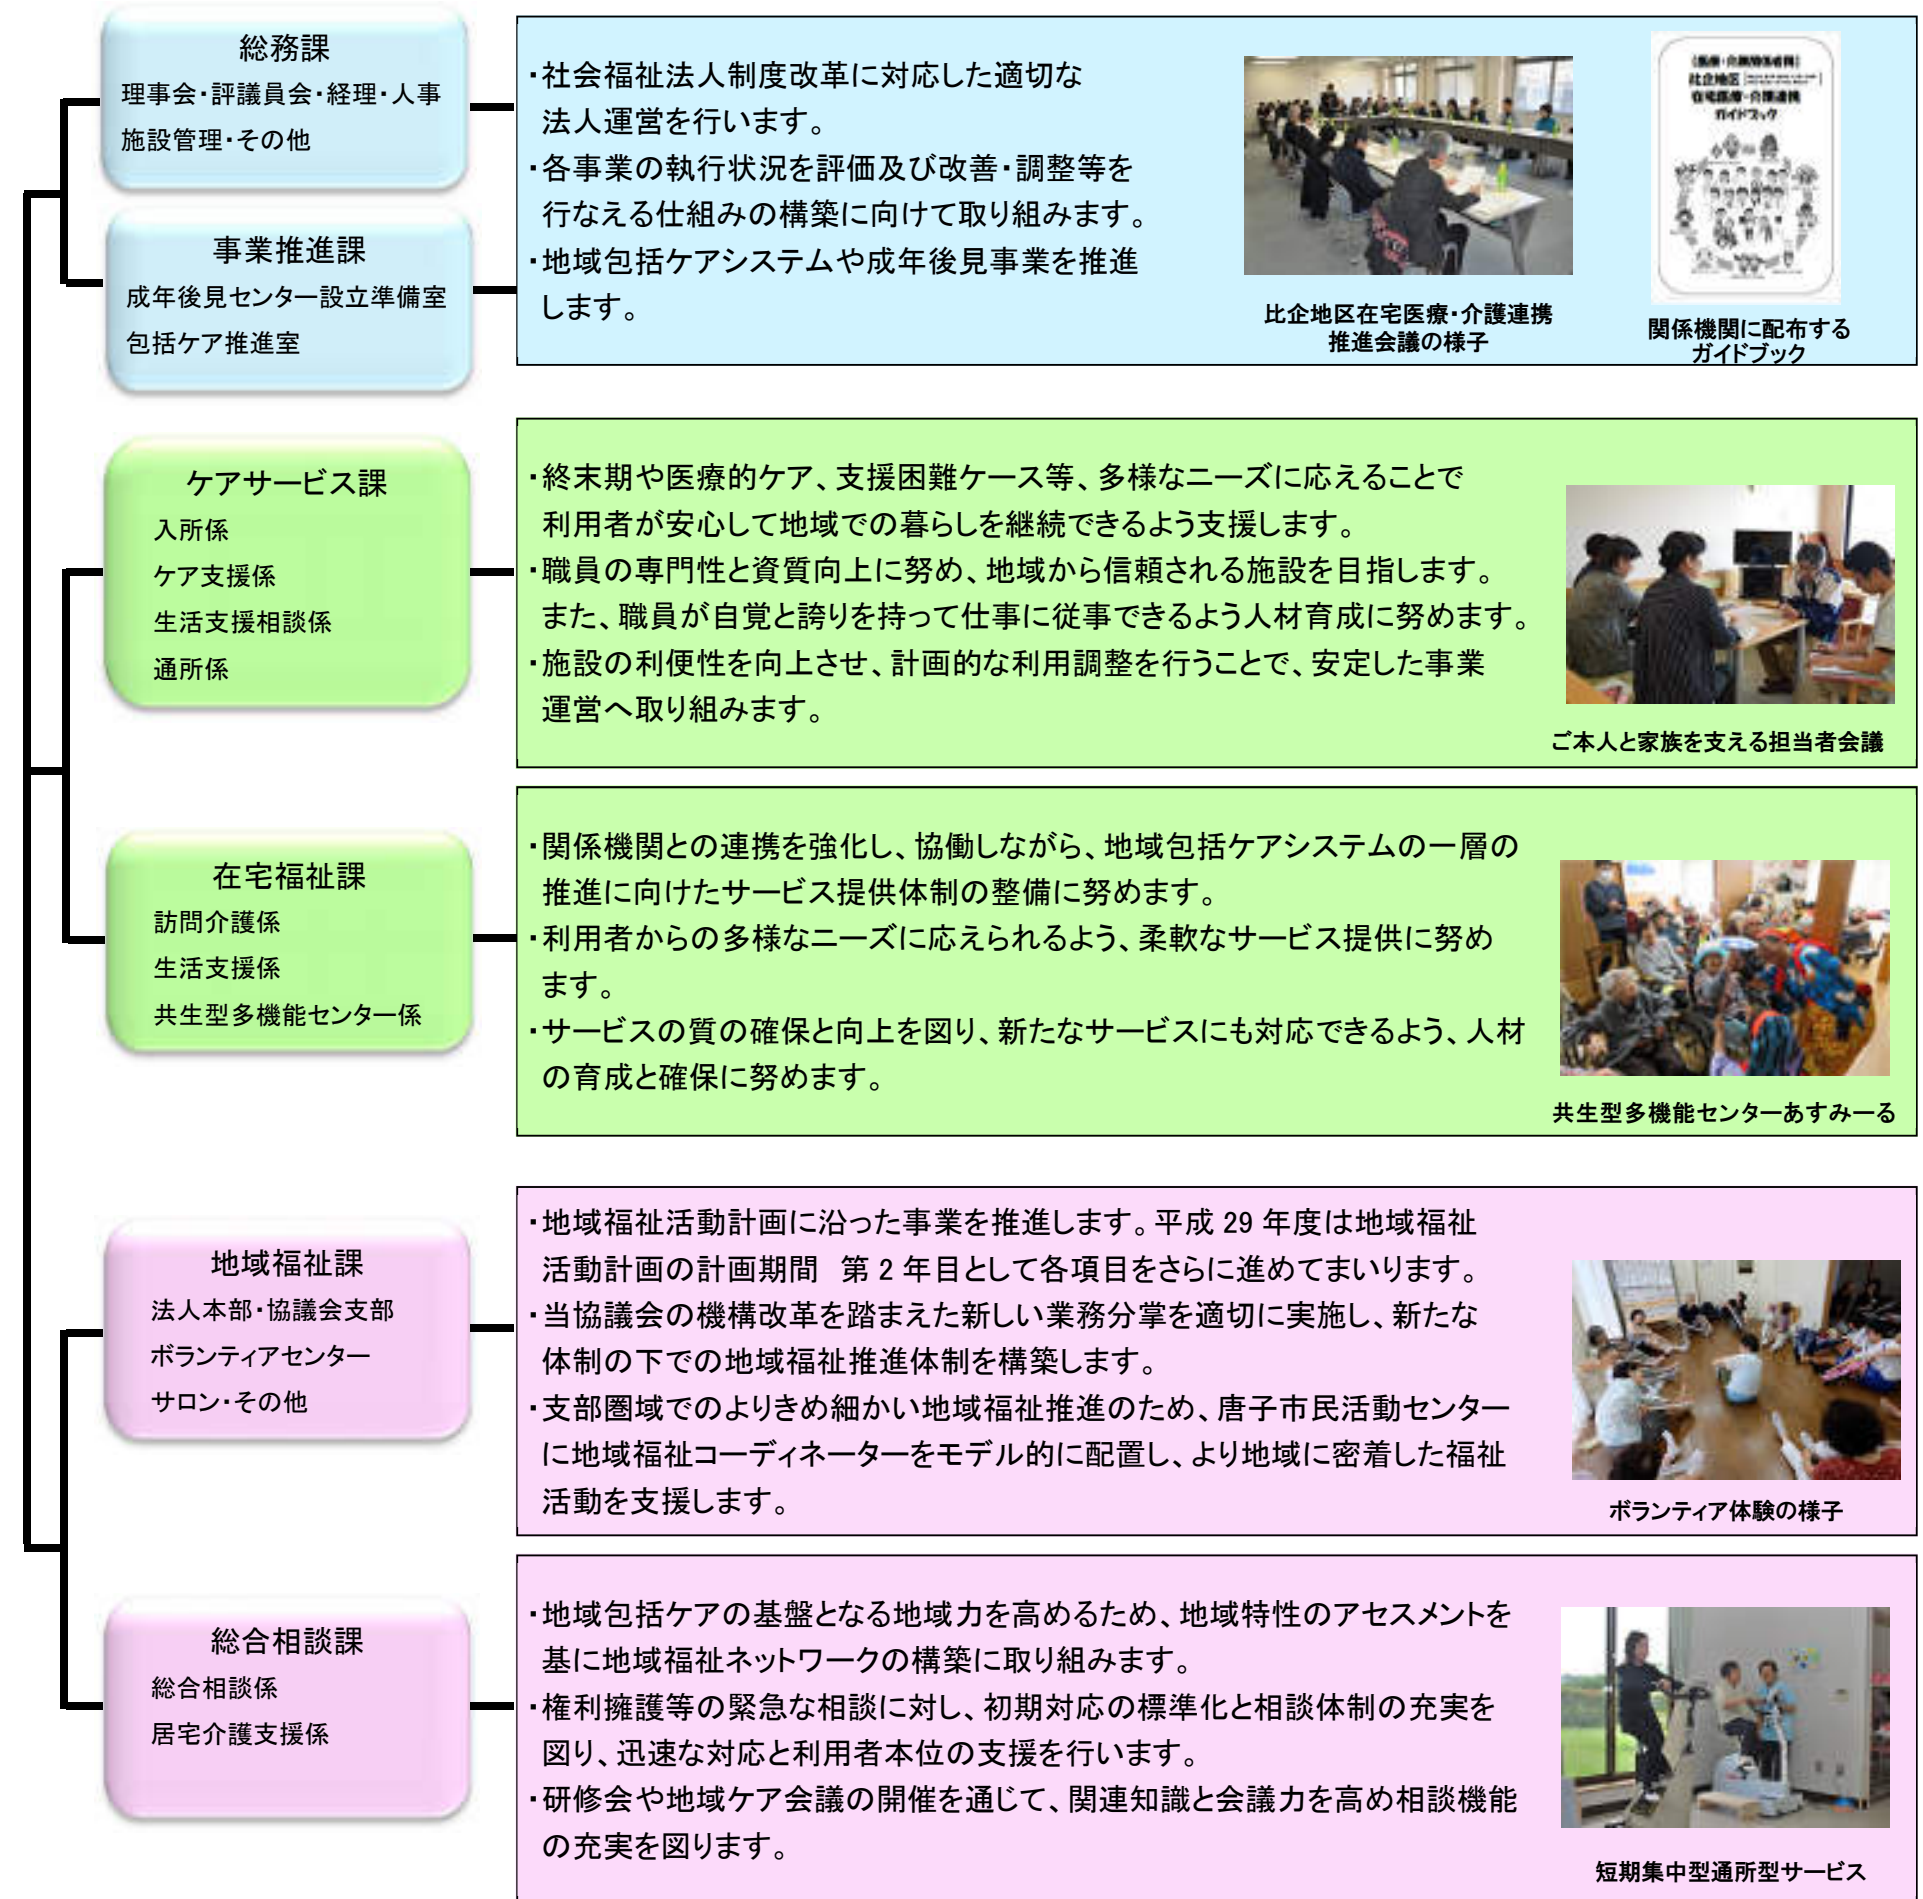 総務課
理事会・評議員会・経理・人事
施設管理・その他
事業推進課
成年後見センター設立準備室
包括ケア推進室
・社会福祉法人制度改革に対応した適切な
法人運営を行います。
・各事業の執行状況を評価及び改善・調整等を
行なえる仕組みの構築に向けて取り組みます。
・地域包括ケアシステムや成年後見事業を推進
します。
比企地区在宅医療・介護連携
推進会議の様子
比企地区
在宅医療・介護連携
ガイドブック
関係機関に配布する
ガイドブック
ケアサービス課
入所係
ケア支援係
生活支援相談係
通所係
・終末期や医療的ケア、支援困難ケース等、多様なニーズに応えることで
利用者が安心して地域での暮らしを継続できるよう支援します。
・職員の専門性と資質向上に努め、地域から信頼される施設を目指します。
また、職員が自覚と誇りを持って仕事に従事できるよう人材育成に努めます。
・施設の利便性を向上させ、計画的な利用調整を行うことで、安定した事業
運営へ取り組みます。
ご本人と家族を支える担当者会議
在宅福祉課
訪問介護係
生活支援係
共生型多機能センター係
・関係機関との連携を強化し、協働しながら、地域包括ケアシステムの一層の
推進に向けたサービス提供体制の整備に努めます。
・利用者からの多様なニーズに応えられるよう、柔軟なサービス提供に努め
ます。
・サービスの質の確保と向上を図り、新たなサービスにも対応できるよう、人材
の育成と確保に努めます。
共生型多機能センターあすみーる
地域福祉課
法人本部・協議会支部
ボランティアセンター
サロン・その他
・地域福祉活動計画に沿った事業を推進します。平成 29 年度は地域福祉
活動計画の計画期間　第 2 年目として各項目をさらに進めてまいります。
・当協議会の機構改革を踏まえた新しい業務分掌を適切に実施し、新たな
体制の下での地域福祉推進体制を構築します。
・支部圏域でのよりきめ細かい地域福祉推進のため、唐子市民活動センター
に地域福祉コーディネーターをモデル的に配置し、より地域に密着した福祉
活動を支援します。
ボランティア体験の様子
総合相談課
総合相談係
居宅介護支援係
・地域包括ケアの基盤となる地域力を高めるため、地域特性のアセスメントを
基に地域福祉ネットワークの構築に取り組みます。
・権利擁護等の緊急な相談に対し、初期対応の標準化と相談体制の充実を
図り、迅速な対応と利用者本位の支援を行います。
・研修会や地域ケア会議の開催を通じて、関連知識と会議力を高め相談機能
の充実を図ります。
短期集中型通所型サービス